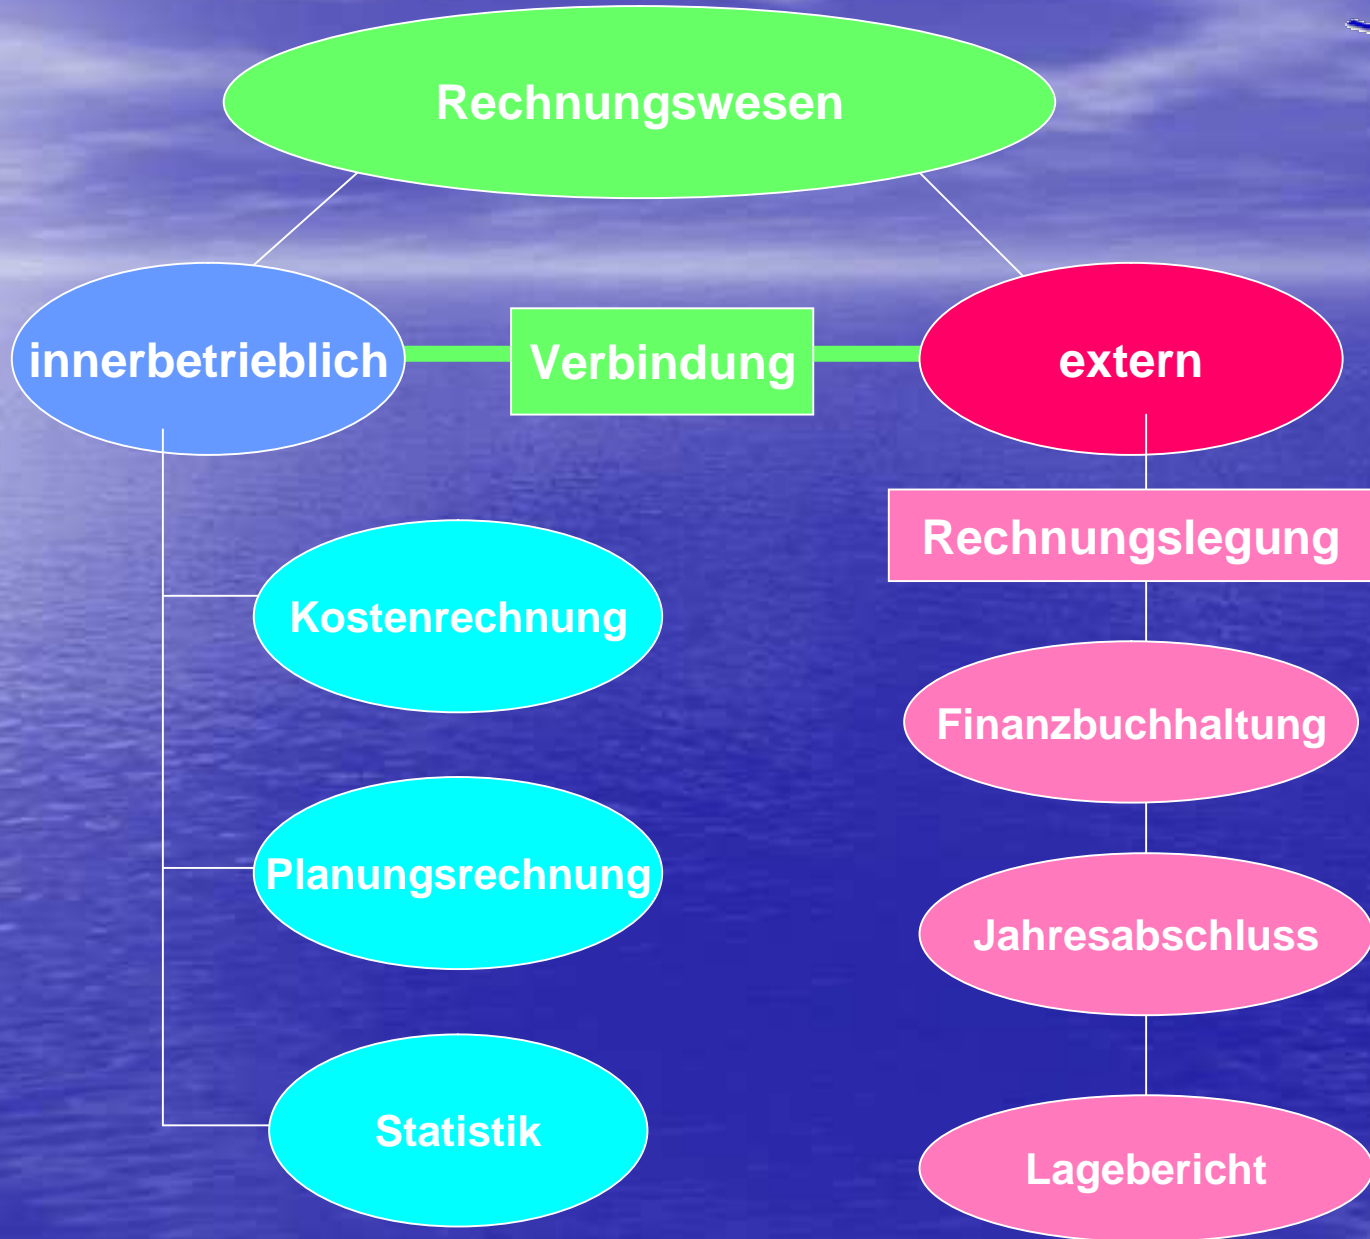 Rechnungswesen
innerbetrieblich
Verbindung
extern
Rechnungslegung
Kostenrechnung
Finanzbuchhaltung
Planungsrechnung
Jahresabschluss
Statistik
Lagebericht